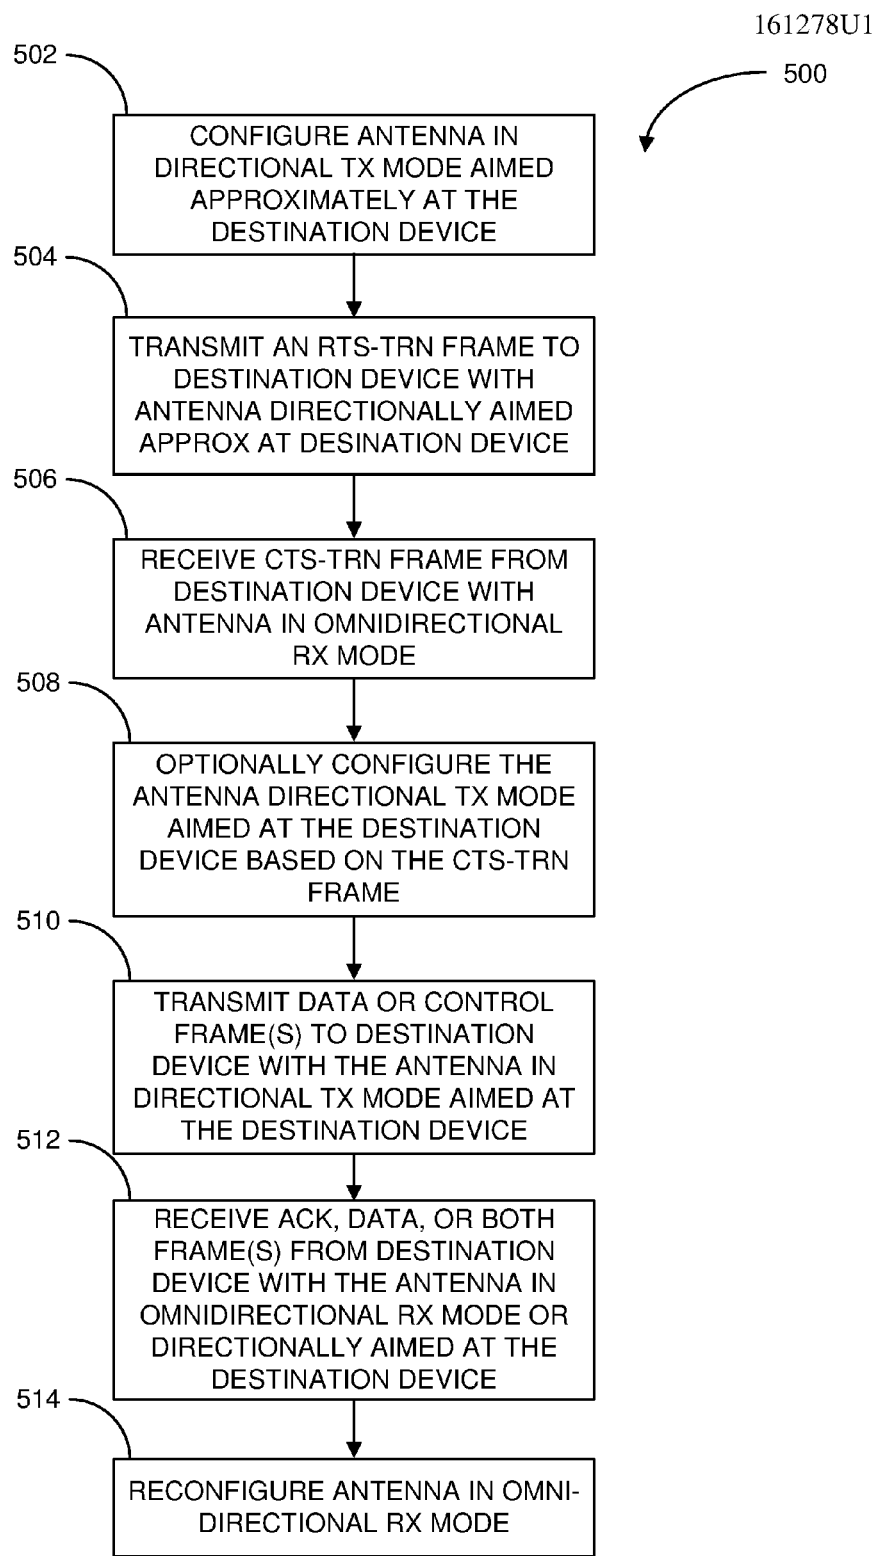 161278U1
500
502
CONFIGURE ANTENNA IN
DIRECTIONAL TX MODE AIMED
APPROXIMATELY AT THE
DESTINATION DEVICE
504
TRANSMIT AN RTS-TRN FRAME TO
DESTINATION DEVICE WITH
ANTENNA DIRECTIONALLY AIMED
APPROX AT DESINATION DEVICE
506
RECEIVE CTS-TRN FRAME FROM
DESTINATION DEVICE WITH
ANTENNA IN OMNIDIRECTIONAL
RX MODE
508
OPTIONALLY CONFIGURE THE
ANTENNA DIRECTIONAL TX MODE
AIMED AT THE DESTINATION
DEVICE BASED ON THE CTS-TRN
FRAME
510
TRANSMIT DATA OR CONTROL
FRAME(S) TO DESTINATION
DEVICE WITH THE ANTENNA IN
DIRECTIONAL TX MODE AIMED AT
THE DESTINATION DEVICE
512
RECEIVE ACK, DATA, OR BOTH
FRAME(S) FROM DESTINATION
DEVICE WITH THE ANTENNA IN
OMNIDIRECTIONAL RX MODE OR
DIRECTIONALLY AIMED AT THE
DESTINATION DEVICE
514
RECONFIGURE ANTENNA IN OMNI-
DIRECTIONAL RX MODE